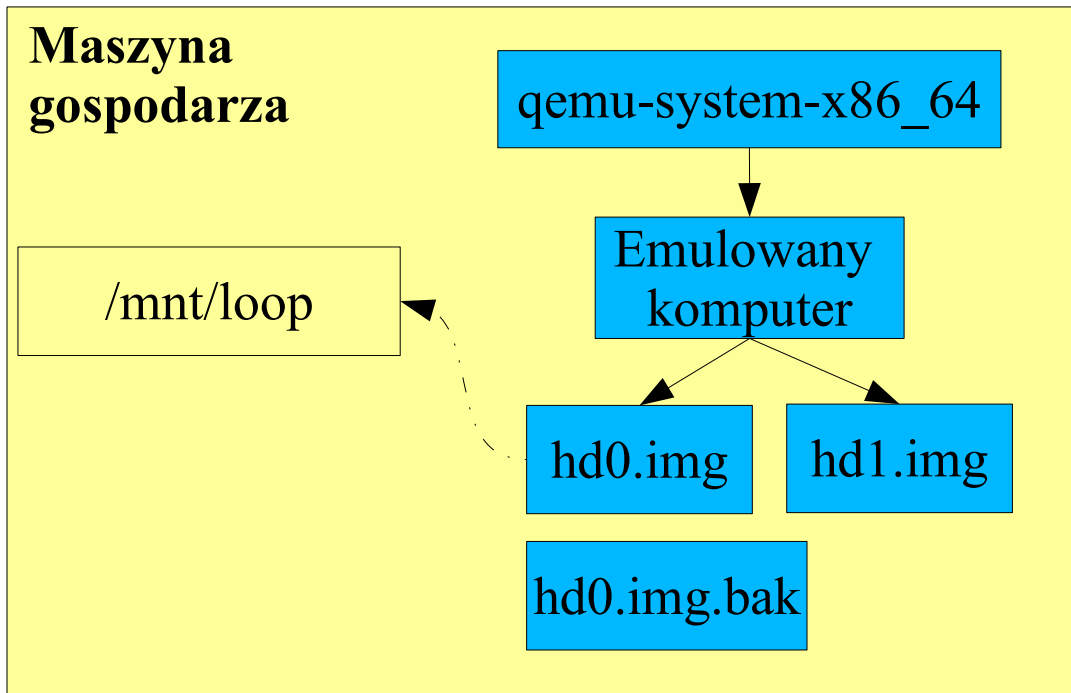 Maszyna
gospodarza
qemu-system-x86_64
Emulowany
komputer
/mnt/loop
hd0.img
hd1.img
hd0.img.bak